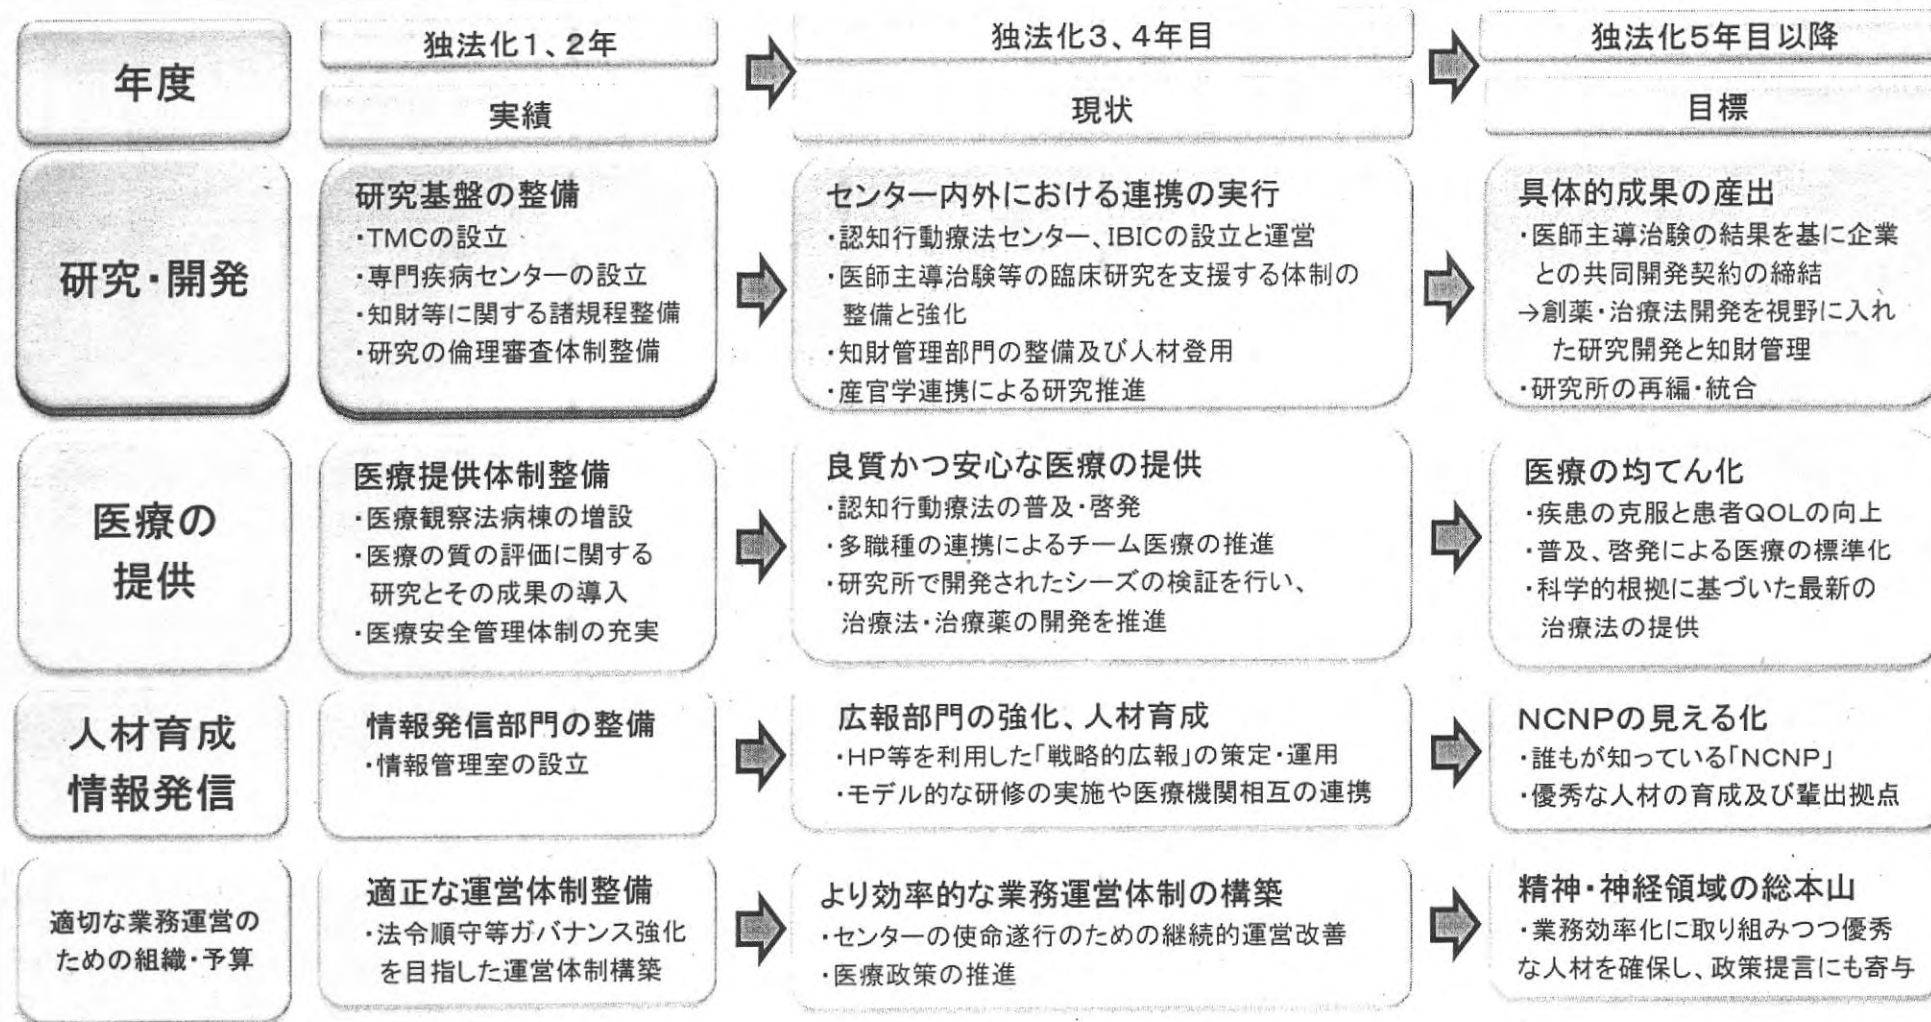 年度
独法化1、2年
実績
独法化3、4年目
現状
独法化5年目以降
目標
研究・開発
研究基盤の整備
・TMCの設立
・専門疾病センターの設立
・知財等に関する諸規程整備
・研究の倫理審査体制整備
センター内外における連携の実行
・認知行動療法センター、IBICの設立と運営
・医師主導治験等の臨床研究を支援する体制の
整備と強化
・知財管理部門の整備及び人材登用
・産官学連携による研究推進
具体的成果の産出
・医師主導治験の結果を基に企業
との共同開発契約の締結
→創薬・治療法開発を視野に入れ
た研究開発と知財管理
・研究所の再編・統合
医療の
提供
医療提供体制整備
・医療観察法病棟の増設
・医療の質の評価に関する
研究とその成果の導入
・医療安全管理体制の充実
良質かつ安心な医療の提供
・認知行動療法の普及・啓発
・多職種の連携によるチーム医療の推進
・研究所で開発されたシーズの検証を行い、
治療法・治療薬の開発を推進
医療の均てん化
・疾患の克服と患者QOLの向上
・普及、啓発による医療の標準化
・科学的根拠に基づいた最新の
治療法の提供
人材育成
情報発信
情報発信部門の整備
・情報管理室の設立
広報部門の強化、人材育成
・HP等を利用した「戦略的広報」の策定・運用
・モデル的な研修の実施や医療機関相互の連携
NCNPの見える化
・誰もが知っている「NCNP」
・優秀な人材の育成及び輩出拠点
適切な業務運営の
ための組織・予算
適正な運営体制整備
・法令順守等ガバナンス強化
を目指した運営体制構築
より効率的な業務運営体制の構築
・センターの使命遂行のための継続的運営改善
・医療政策の推進
精神・神経領域の総本山
・業務効率化に取り組みつつ優秀
な人材を確保し、政策提言にも寄与